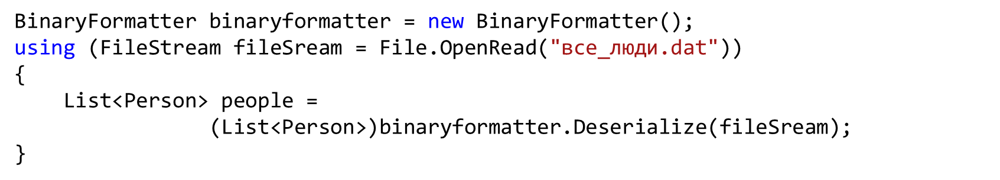 BinaryFormatter binaryformatter = new BinaryFormatter();
using (FileStream fileSream = File.OpenRead("все_люди.dat"))
{
    List<Person> people =
                (List<Person>)binaryformatter.Deserialize(fileSream);
}